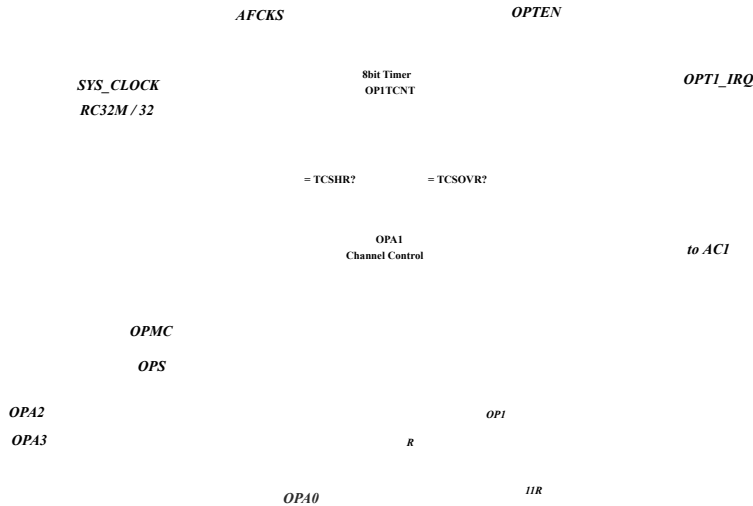 AFCKS
OPTEN
8bit Timer
OP1TCNT
SYS_CLOCK
RC32M / 32
OPT1_IRQ
= TCSHR?
= TCSOVR?
OPA1
Channel Control
to AC1
OPMC
OPS
OPA2
OPA3
OP1
R
11R
OPA0